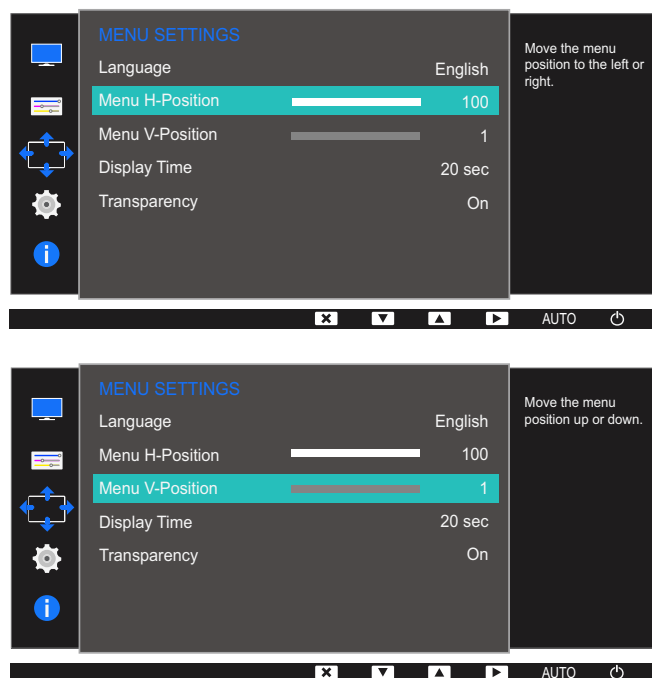 MENU SETTINGS
Language English
Menu H-Position 100
Menu V-Position 1
Display Time 20 sec
Transparency On
Move the menu
position to the left or
right.
AUTO
MENU SETTINGS
Language English
Menu H-Position 100
Menu V-Position 1
Display Time 20 sec
Transparency On
Move the menu
position up or down.
AUTO